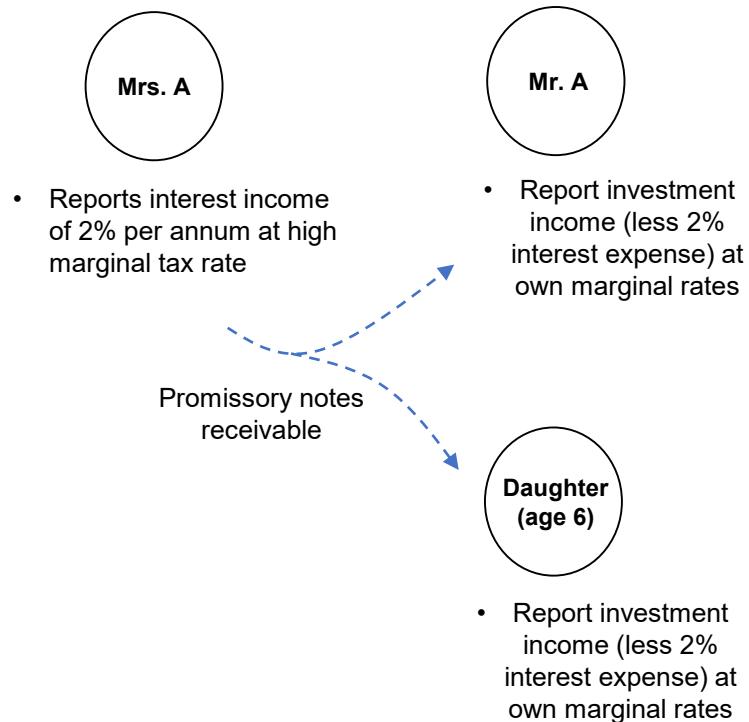 Mrs. A
Mr. A
• Reports interest income
of 2% per annum at high
marginal tax rate
• Report investment
income (less 2%
interest expense) at
own marginal rates
Promissory notes
receivable
Daughter
(age 6)
• Report investment
income (less 2%
interest expense) at
own marginal rates